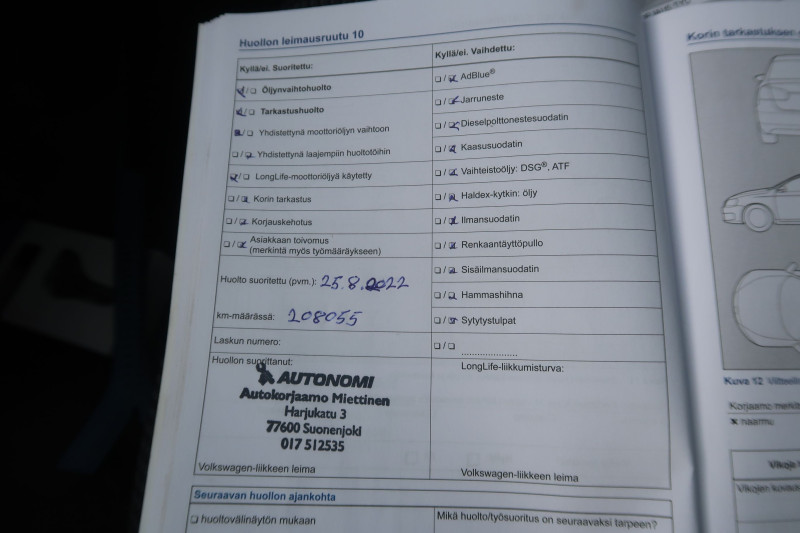 Huollon leimausruutu 10
Kyllä/ei. Suoritettu:
☑/☐ Öljynvaihtohuolto
☑/☐ Tarkastushuolto
☑/☐ Yhdistettynä moottoriöljyn vaihtoon
☐/☑ Yhdistettynä laajempiin huoltotöihin
☑/☐ LongLife-moottoriöljyä käytetty
☐/☑ Korin tarkastus
☐/☑ Korjauskehotus
☐/☑ Asiakkaan toivomus
(merkintä myös työmääräykseen)
Huolto suoritettu (pvm.): 25.8.2022
km-määrässä: 208055
Laskun numero:
Huollon suorittanut:
AUTONOMI
Autokorjaamo Miettinen
Harjukatu 3
77600 Suonenjoki
017 512535
Volkswagen-liikkeen leima
Kyllä/ei. Vaihdettu:
☐/☑ AdBlue®
☐/☑ Jarruneste
☐/☑ Dieselpolttonestesuodatin
☐/☑ Kaasusuodatin
☐/☑ Vaihteistoöljy: DSG®, ATF
☐/☑ Haldex-kytkin: öljy
☐/☑ Ilmansuodatin
☐/☑ Renkaantäyttöpullo
☐/☑ Sisäilmansuodatin
☐/☑ Hammashihna
☐/☑ Sytytystulpat
☐/☐ .....................
LongLife-liikkumisturva:
Volkswagen-liikkeen leima
Seuraavan huollon ajankohta
☐ huoltovälinäytön mukaan
Mikä huolto/työsuoritus on seuraavaksi tarpeen?
Korin tarkastuksen
Kuva 12
Korjaamo
x naarmu
Vikojen